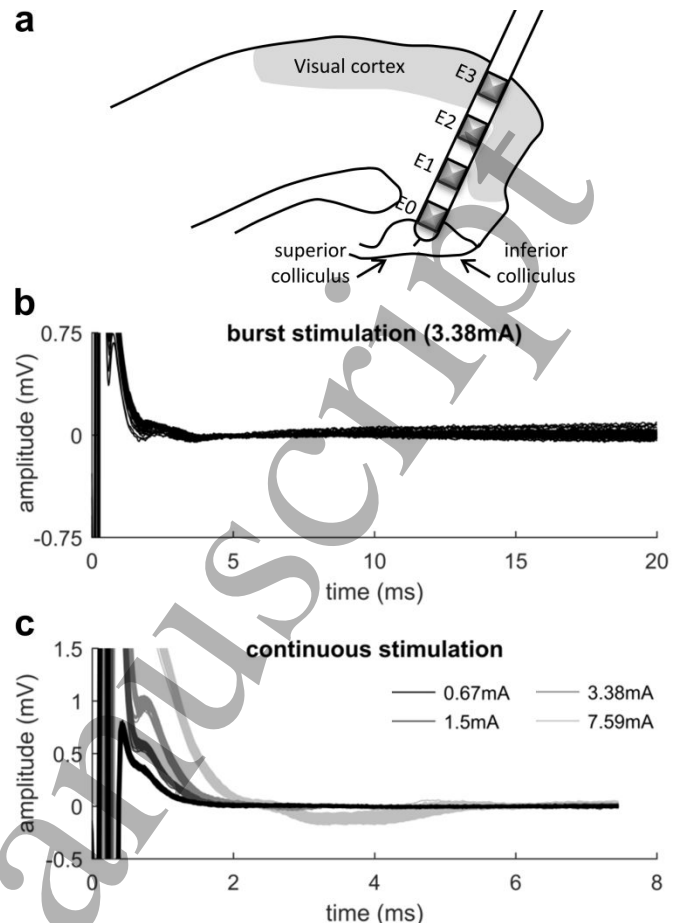 a
Visual cortex
E3
E2
E1
E0
superior
colliculus
inferior
colliculus
b
burst stimulation (3.38mA)
0.75
0
-0.75
amplitude (mV)
0
5
10
15
20
time (ms)
c
continuous stimulation
1.5
1
0.5
0
-0.5
amplitude (mV)
0.67mA
3.38mA
1.5mA
7.59mA
0
2
4
6
8
time (ms)
anuscript